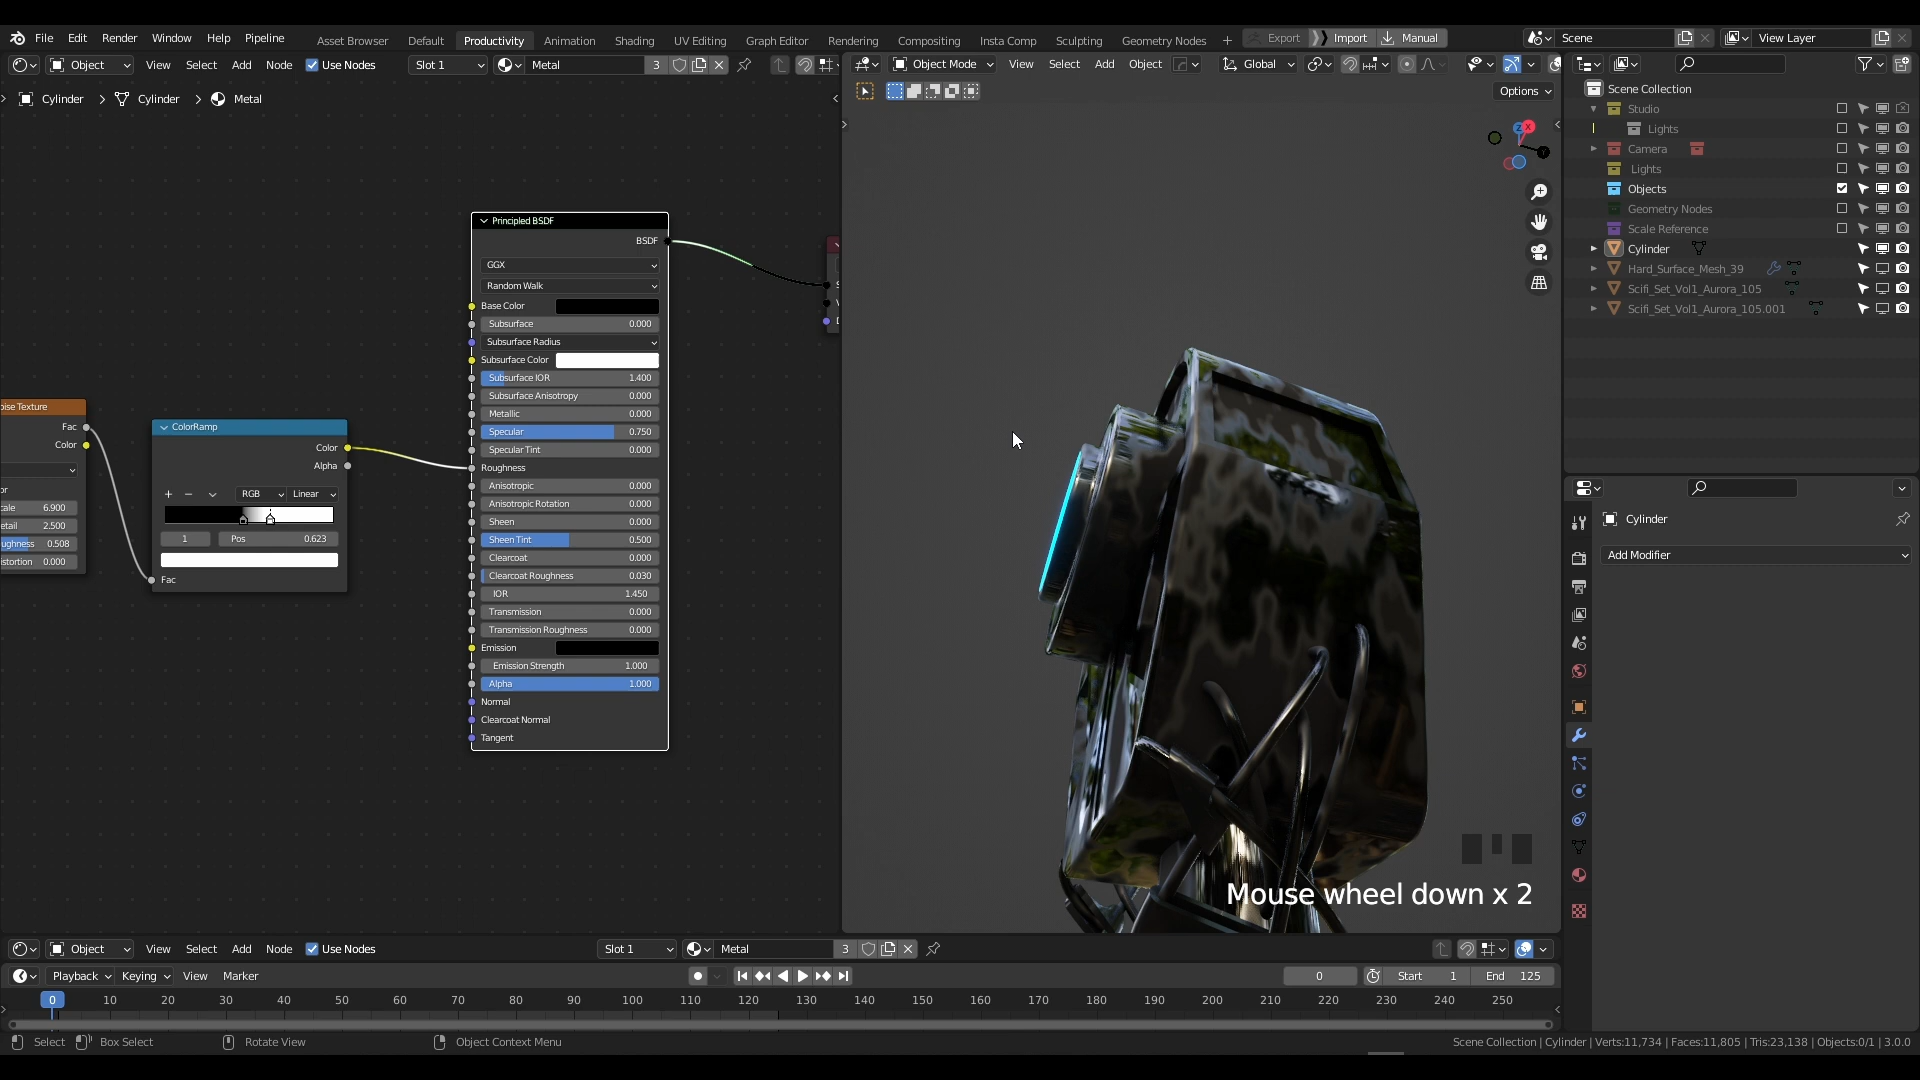 File Edit Render Window Help Pipeline
Asset Browser Default Productivity Animation Shading UV Editing Graph Editor Rendering Compositing Insta Comp Sculpting Geometry Nodes +
Export Import Manual
Scene
View Layer
Object View Select Add Node Use Nodes Slot 1 Metal 3
Object Mode View Select Add Object Global
Options
Cylinder > Cylinder > Metal
Principled BSDF
BSDF
GGX
Random Walk
Base Color
Subsurface 0.000
Subsurface Radius
Subsurface Color
Subsurface IOR 1.400
Subsurface Anisotropy 0.000
Metallic 0.000
Specular 0.750
Specular Tint 0.000
Roughness
Anisotropic 0.000
Anisotropic Rotation 0.000
Sheen 0.000
Sheen Tint 0.500
Clearcoat 0.000
Clearcoat Roughness 0.030
IOR 1.450
Transmission 0.000
Transmission Roughness 0.000
Emission
Emission Strength 1.000
Alpha 1.000
Normal
Clearcoat Normal
Tangent
oise Texture
Fac
Color
or
cale 6.900
etail 2.500
ughness 0.508
istortion 0.000
ColorRamp
Color
Alpha
+ − RGB Linear
1 Pos 0.623
Fac
Z X Y
Scene Collection
Studio
Lights
Camera
Lights
Objects
Geometry Nodes
Scale Reference
Cylinder
Hard_Surface_Mesh_39
Scifi_Set_Vol1_Aurora_105
Scifi_Set_Vol1_Aurora_105.001
Cylinder
Add Modifier
Mouse wheel down x 2
Object View Select Add Node Use Nodes Slot 1 Metal 3
Playback Keying View Marker 0 Start 1 End 125
0 10 20 30 40 50 60 70 80 90 100 110 120 130 140 150 160 170 180 190 200 210 220 230 240 250
Select Box Select Rotate View Object Context Menu
Scene Collection | Cylinder | Verts:11,734 | Faces:11,805 | Tris:23,138 | Objects:0/1 | 3.0.0